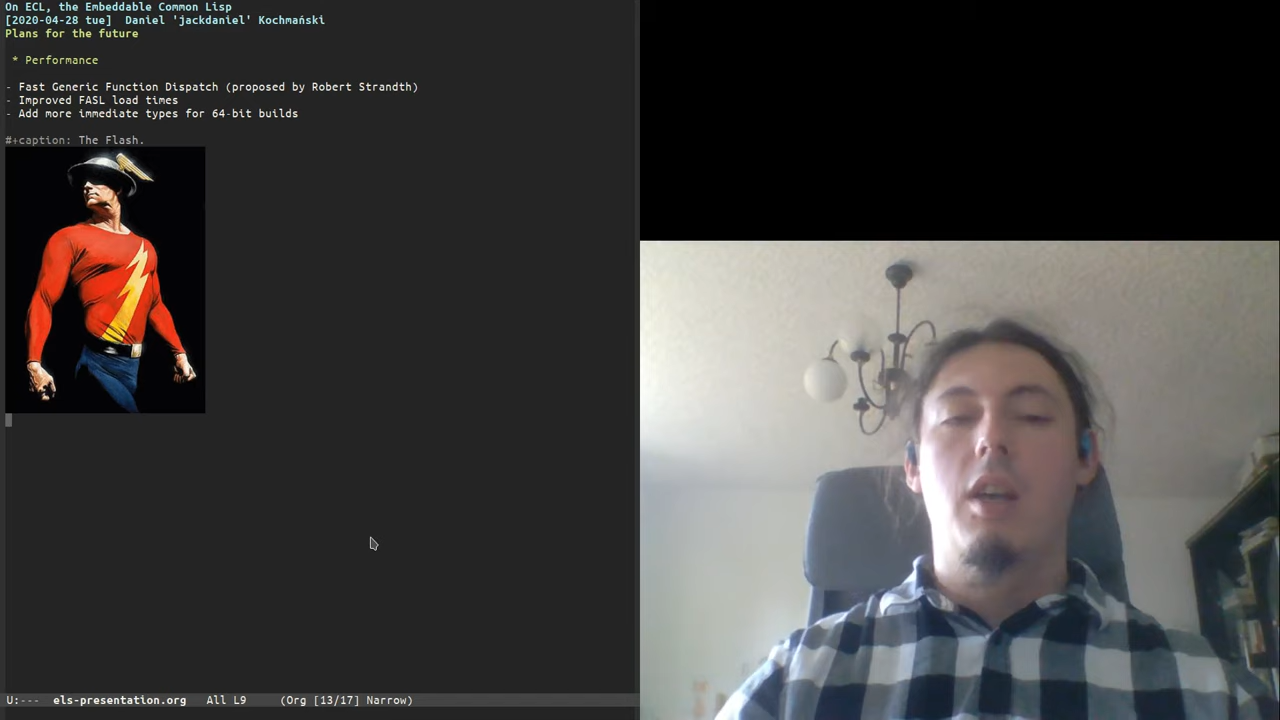 On ECL, the Embeddable Common Lisp
[2020-04-28 tue]  Daniel 'jackdaniel' Kochmański
Plans for the future
* Performance
- Fast Generic Function Dispatch (proposed by Robert Strandth)
- Improved FASL load times
- Add more immediate types for 64-bit builds
#+caption: The Flash.
U:---  els-presentation.org   All L9     (Org [13/17] Narrow)